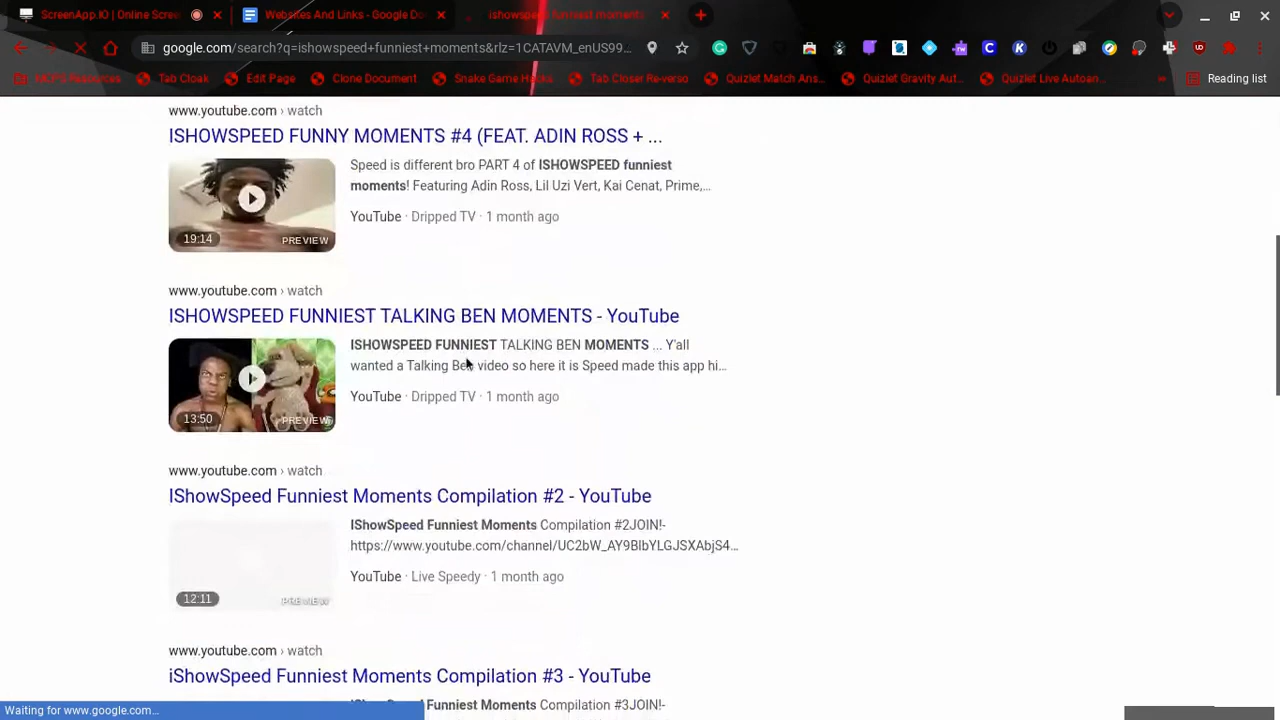 ScreenApp.IO | Online Scree
Websites And Links - Google Do
ishowspeed funniest moments
google.com/search?q=ishowspeed+funniest+moments&rlz=1CATAVM_enUS99...
MCPS Resources
Tab Cloak
Edit Page
Clone Document
Snake Game Hacks
Tab Closer Re-verso
Quizlet Match Ans...
Quizlet Gravity Aut...
Quizlet Live Autoan...
»
Reading list
www.youtube.com › watch
ISHOWSPEED FUNNY MOMENTS #4 (FEAT. ADIN ROSS + ...
Speed is different bro PART 4 of ISHOWSPEED funniest
moments! Featuring Adin Ross, Lil Uzi Vert, Kai Cenat, Prime,...
19:14
PREVIEW
YouTube · Dripped TV · 1 month ago
www.youtube.com › watch
ISHOWSPEED FUNNIEST TALKING BEN MOMENTS - YouTube
ISHOWSPEED FUNNIEST TALKING BEN MOMENTS ... Y'all
wanted a Talking Ben video so here it is Speed made this app hi...
13:50
PREVIEW
YouTube · Dripped TV · 1 month ago
www.youtube.com › watch
IShowSpeed Funniest Moments Compilation #2 - YouTube
IShowSpeed Funniest Moments Compilation #2JOIN!-
https://www.youtube.com/channel/UC2bW_AY9BlbYLGJSXAbjS4...
12:11
PREVIEW
YouTube · Live Speedy · 1 month ago
www.youtube.com › watch
iShowSpeed Funniest Moments Compilation #3 - YouTube
Funniest Moments Compilation #3JOIN!-
Waiting for www.google.com...